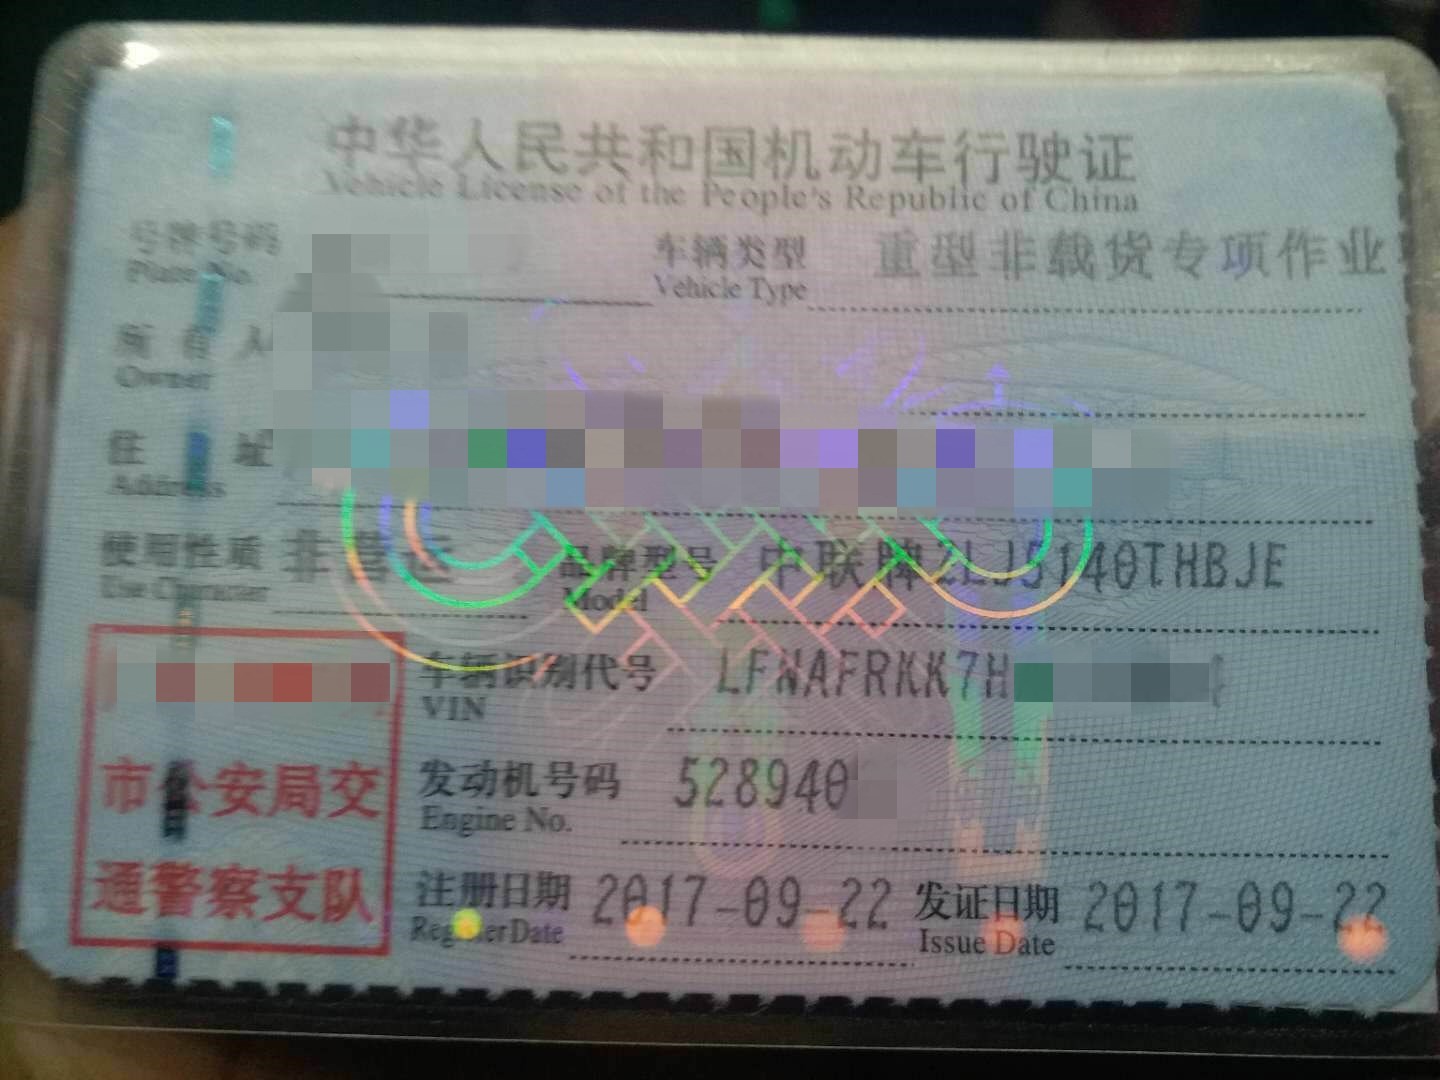 中华人民共和国机动车行驶证
Vehicle License of the People's Republic of China
号牌号码 车辆类型 重型非载货专项作业
Plate No. Vehicle Type
所有人
Owner
住址
Address
使用性质 非营运 品牌型号 中联牌ZLJ5140THBJE
Use Character Model
车辆识别代号 LFNAFRKK7H
VIN
市公安局交
通警察支队
发动机号码 528940
Engine No.
注册日期 2017-09-22 发证日期 2017-09-22
Register Date Issue Date